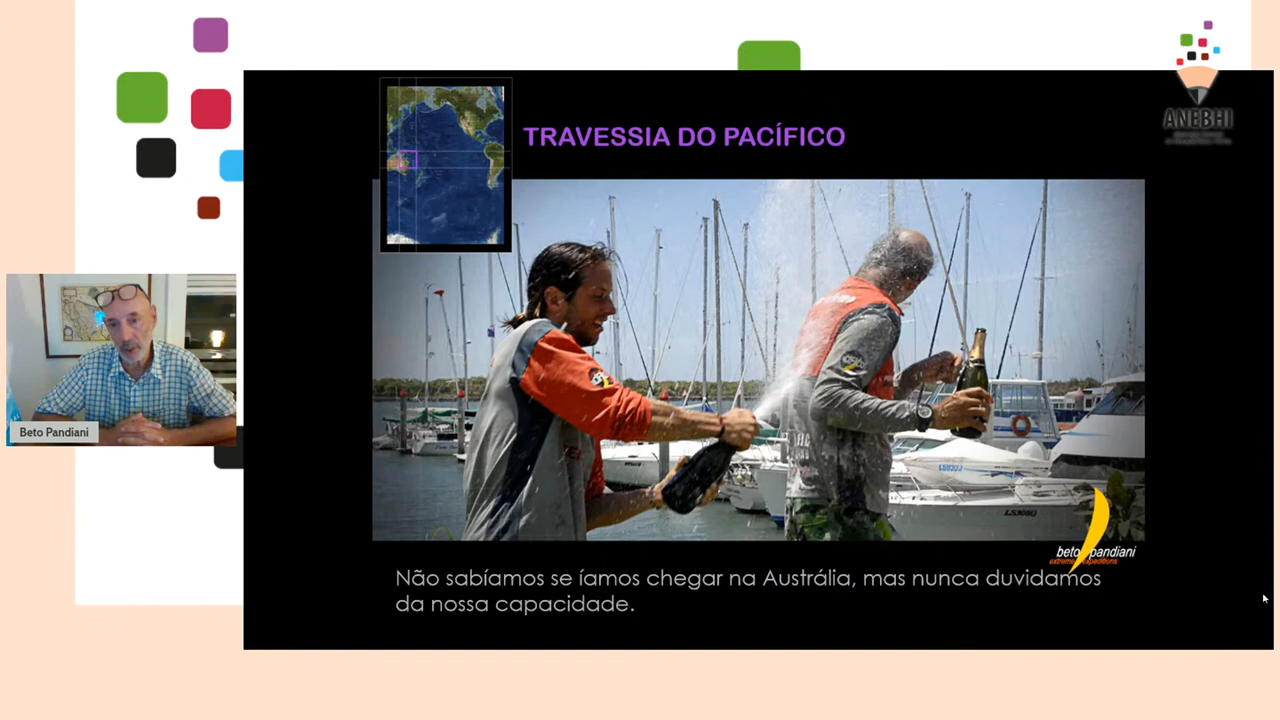 ANEBHI
TRAVESSIA DO PACÍFICO
Beto Pandiani
beto pandiani
extreme expeditions
Não sabíamos se íamos chegar na Austrália, mas nunca duvidamos
da nossa capacidade.